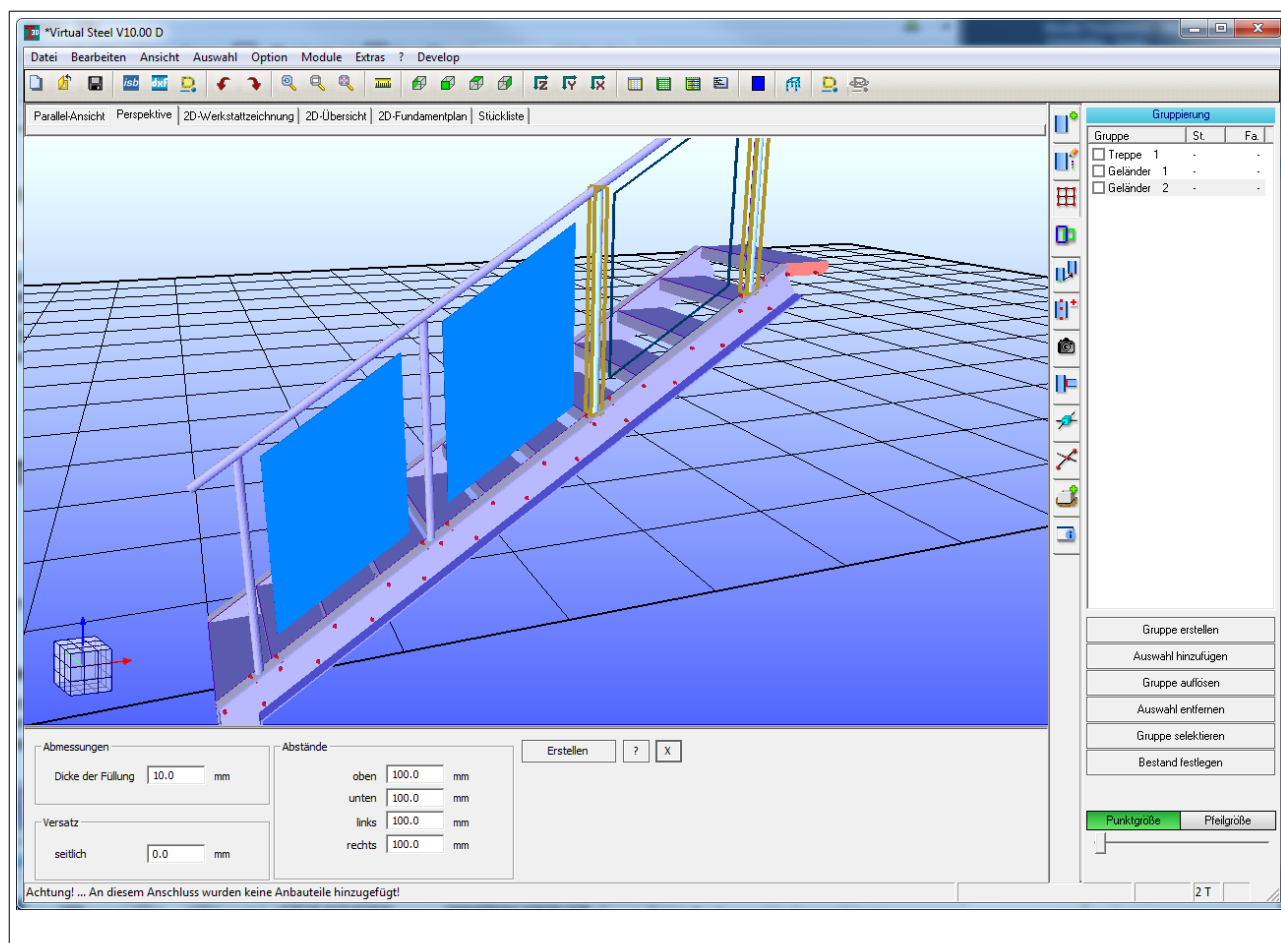 *Virtual Steel V10.00 D
Datei Bearbeiten Ansicht Auswahl Option Module Extras ? Develop
isb dxf Z Y X
Parallel-Ansicht Perspektive 2D-Werkstattzeichnung 2D-Übersicht 2D-Fundamentplan Stückliste
Gruppierung
Gruppe St. Fa.
Treppe 1 - -
Geländer 1 - -
Geländer 2 - -
Gruppe erstellen
Auswahl hinzufügen
Gruppe auflösen
Auswahl entfernen
Gruppe selektieren
Bestand festlegen
Punktgröße Pfeilgröße
Abmessungen
Dicke der Füllung 10.0 mm
Versatz
seitlich 0.0 mm
Abstände
oben 100.0 mm
unten 100.0 mm
links 100.0 mm
rechts 100.0 mm
Erstellen ? X
Achtung! ... An diesem Anschluss wurden keine Anbauteile hinzugefügt!
2 T